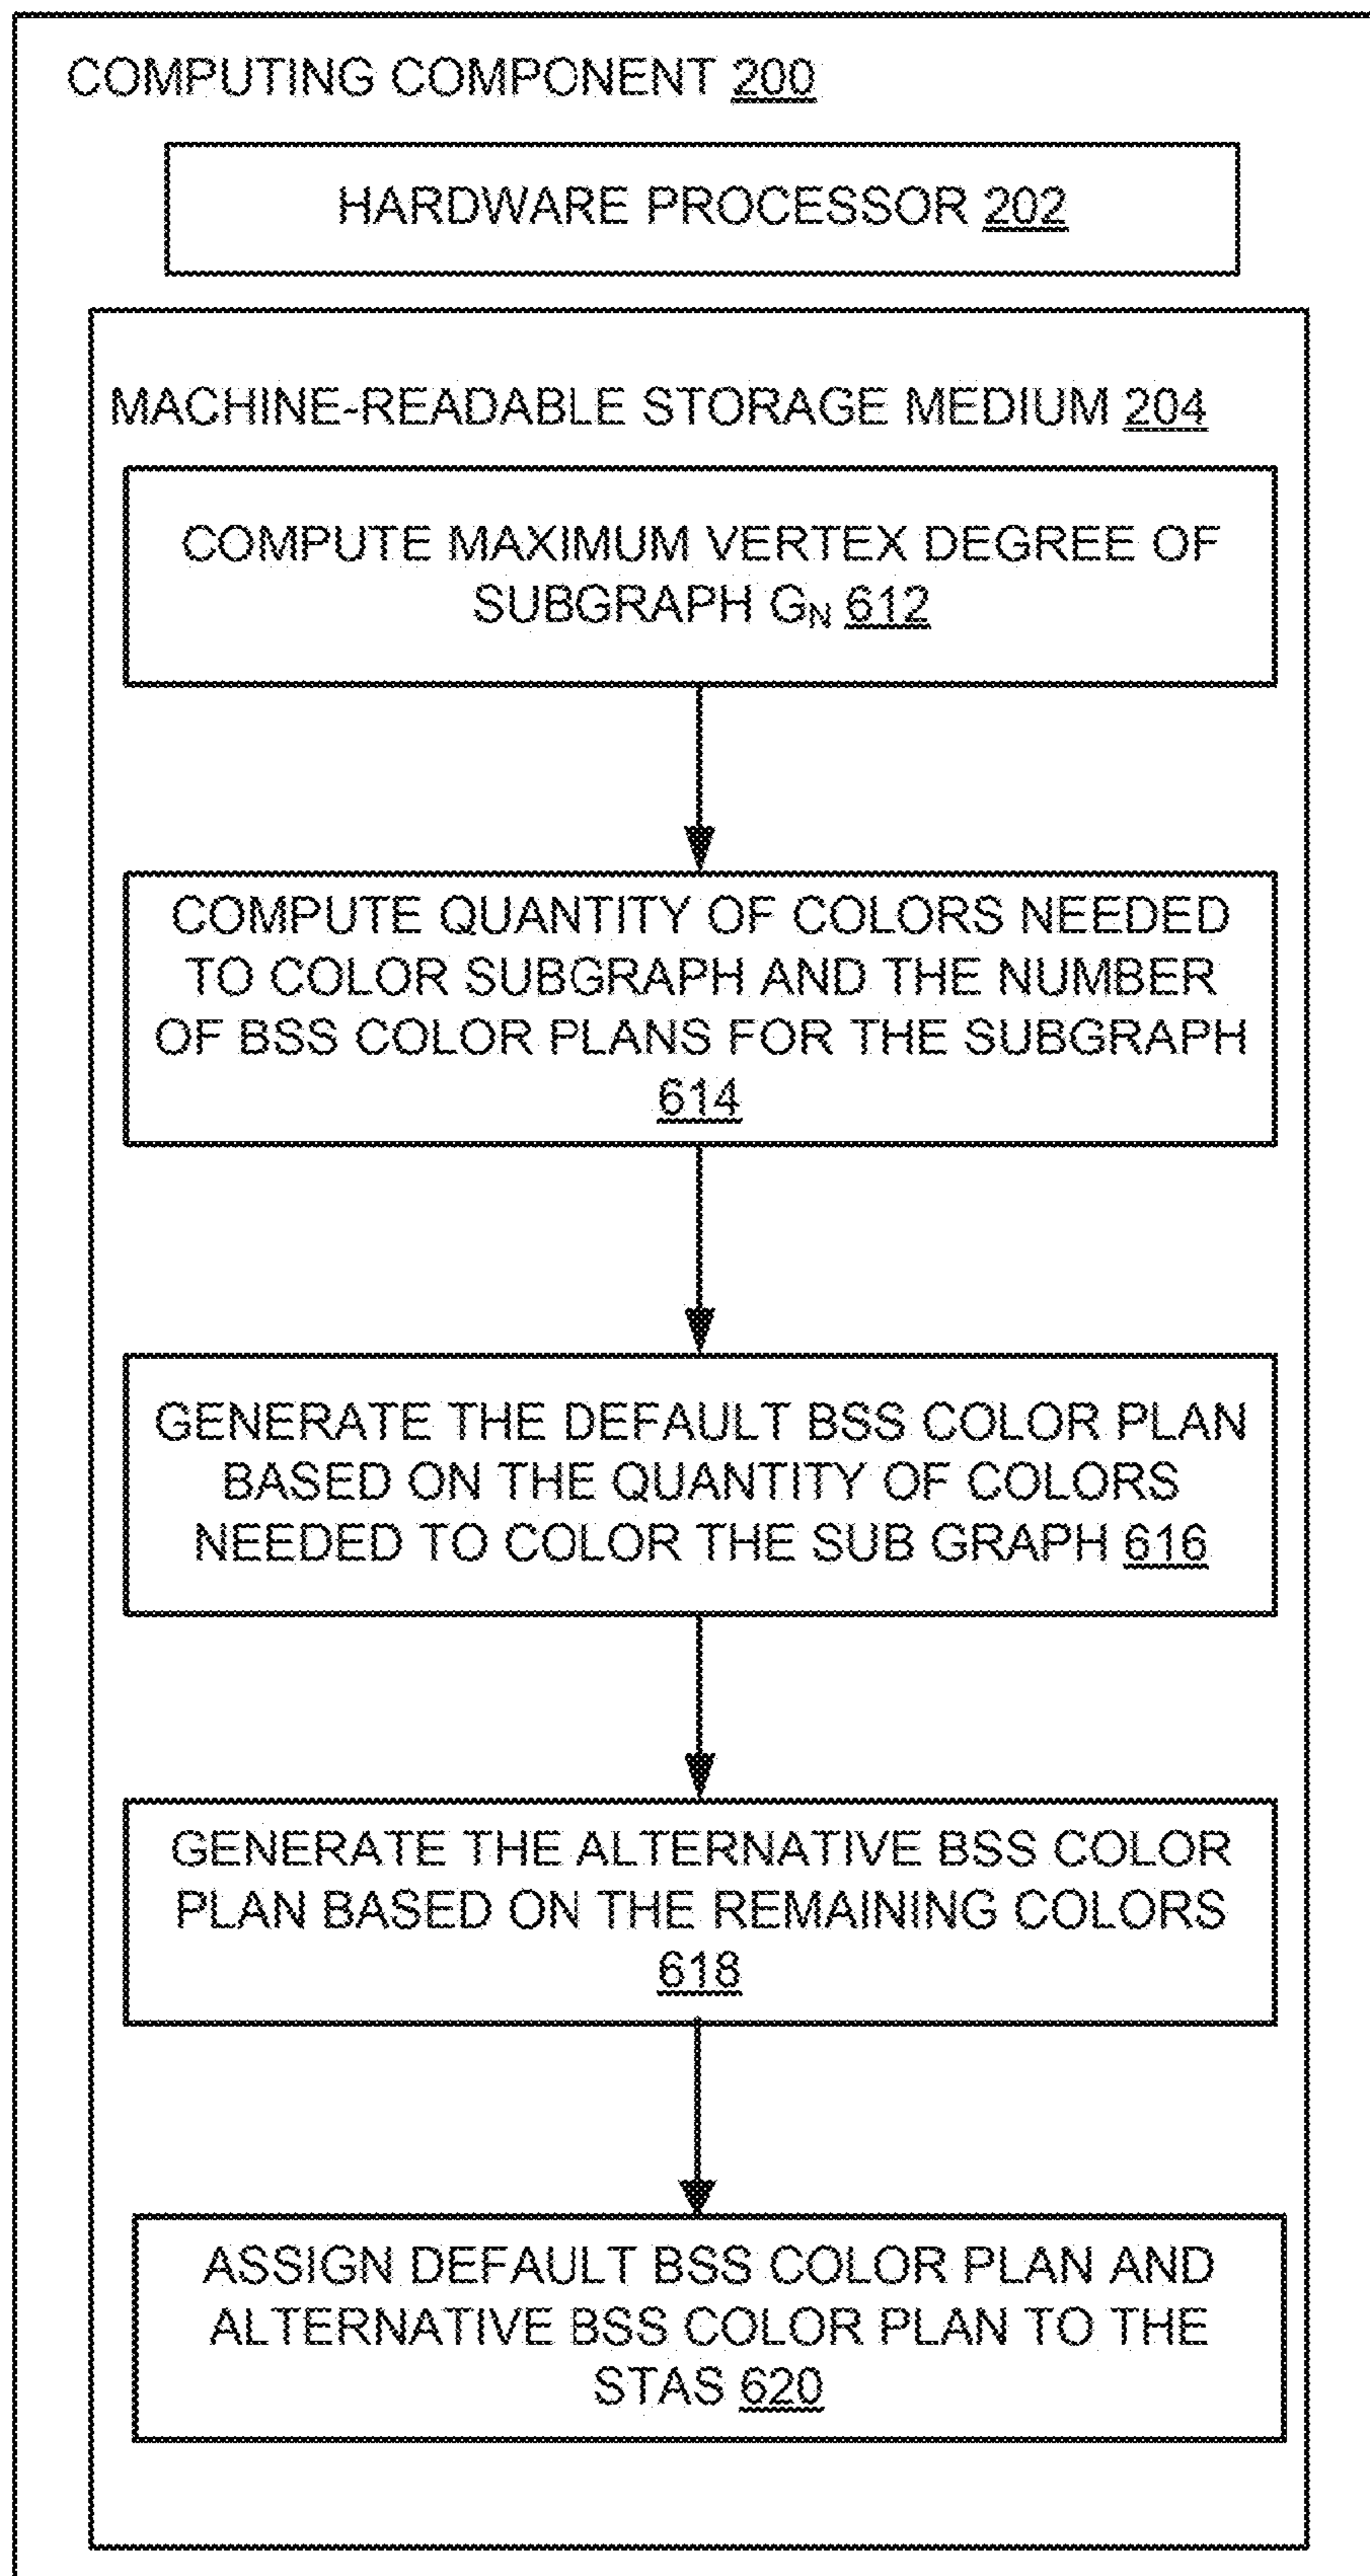 COMPUTING COMPONENT 200
HARDWARE PROCESSOR 202
MACHINE-READABLE STORAGE MEDIUM 204
COMPUTE MAXIMUM VERTEX DEGREE OF
SUBGRAPH GN 612
COMPUTE QUANTITY OF COLORS NEEDED
TO COLOR SUBGRAPH AND THE NUMBER
OF BSS COLOR PLANS FOR THE SUBGRAPH
614
GENERATE THE DEFAULT BSS COLOR PLAN
BASED ON THE QUANTITY OF COLORS
NEEDED TO COLOR THE SUB GRAPH 616
GENERATE THE ALTERNATIVE BSS COLOR
PLAN BASED ON THE REMAINING COLORS
618
ASSIGN DEFAULT BSS COLOR PLAN AND
ALTERNATIVE BSS COLOR PLAN TO THE
STAS 620